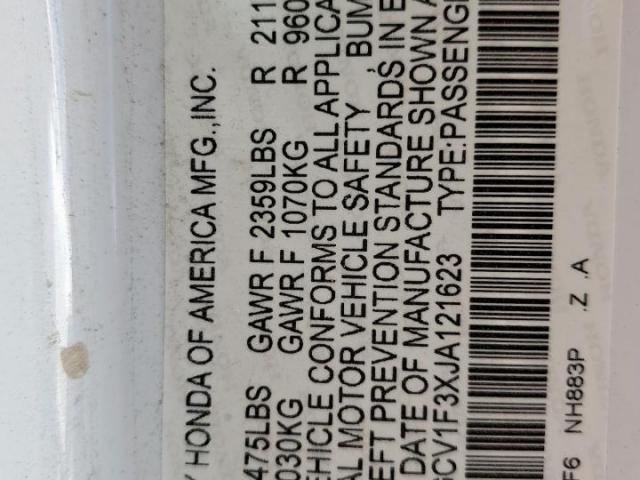 Y HONDA OF AMERICA MFG.,INC.
475LBS GAWR F 2359LBS R 211
030KG GAWR F 1070KG R 960
EHICLE CONFORMS TO ALL APPLICA
AL MOTOR VEHICLE SAFETY BUM
EFT PREVENTION STANDARDS IN E
DATE OF MANUFACTURE SHOWN A
GCV1F3XJA121623 TYPE:PASSENG
F6 NH883P .Z .A